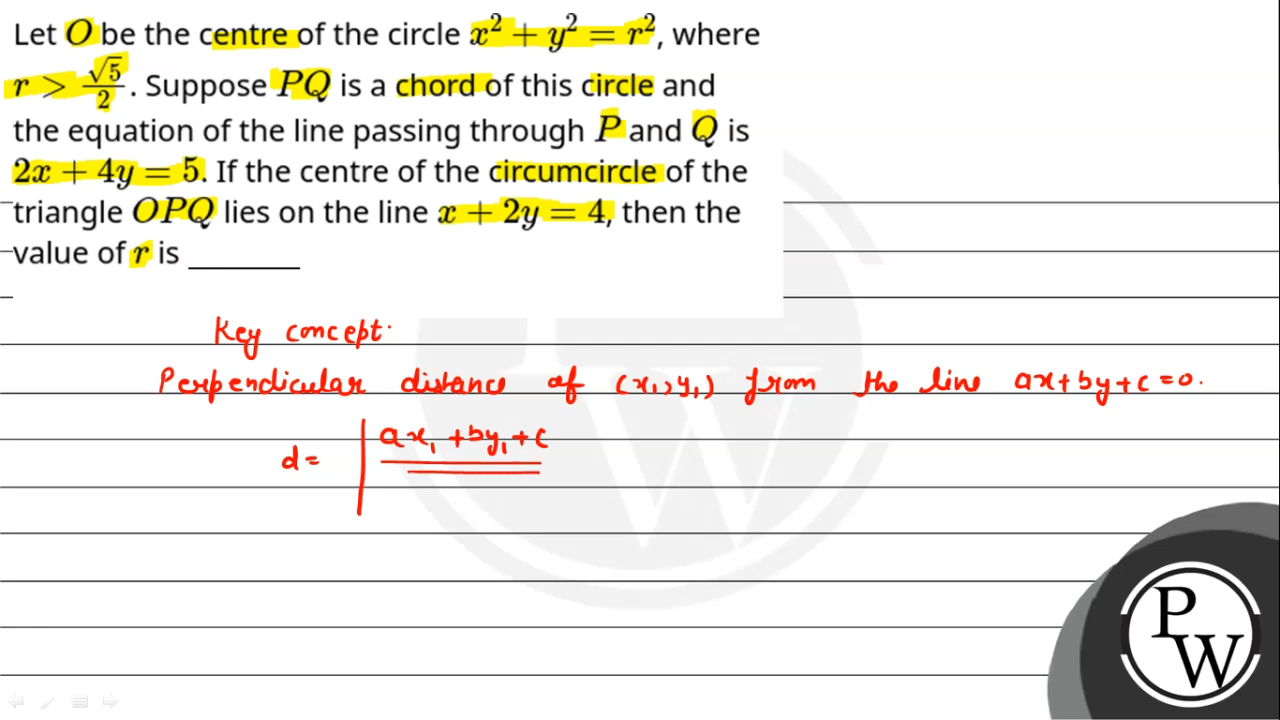 Let O be the centre of the circle x² + y² = r², where
r > √5/2. Suppose PQ is a chord of this circle and
the equation of the line passing through P and Q is
2x + 4y = 5. If the centre of the circumcircle of the
triangle OPQ lies on the line x + 2y = 4, then the
value of r is ________
Key concept.
Perpendicular distance of (x₁, y₁) from the line ax+by+c=0.
d = | ax₁ + by₁ + c
PW